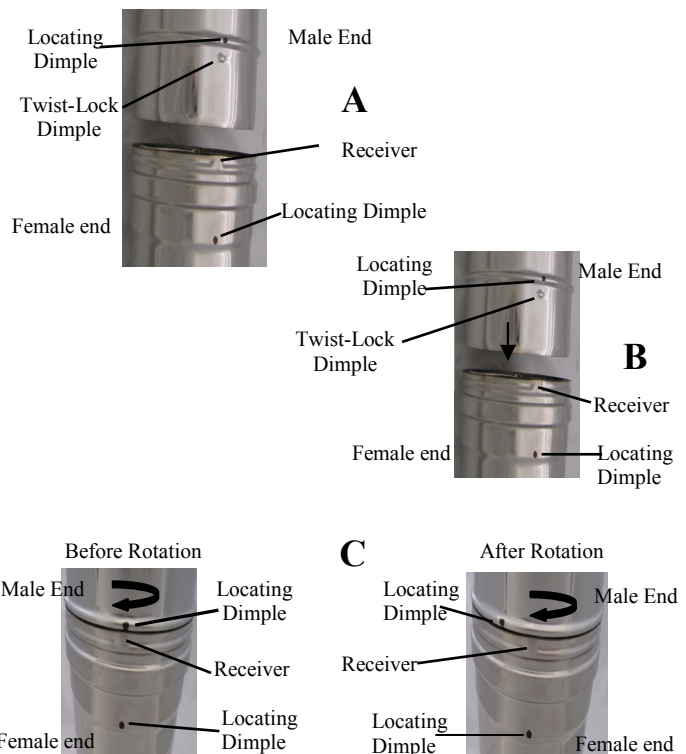 Locating
Dimple
Male End
Twist-Lock
Dimple
A
Receiver
Locating Dimple
Female end
Locating
Dimple
Male End
Twist-Lock
Dimple
B
Receiver
Female end
Locating
Dimple
Before Rotation
C
After Rotation
Male End
Locating
Dimple
Receiver
Locating
Dimple
Female end
Locating
Dimple
Male End
Receiver
Locating
Dimple
Female end